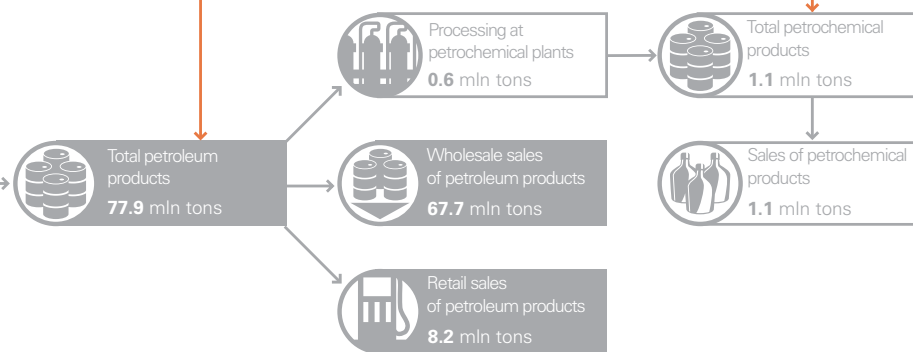 Processing at
petrochemical plants
0.6 mln tons
Total petrochemical
products
1.1 mln tons
Total petroleum
products
77.9 mln tons
Wholesale sales
of petroleum products
67.7 mln tons
Sales of petrochemical
products
1.1 mln tons
Retail sales
of petroleum products
8.2 mln tons